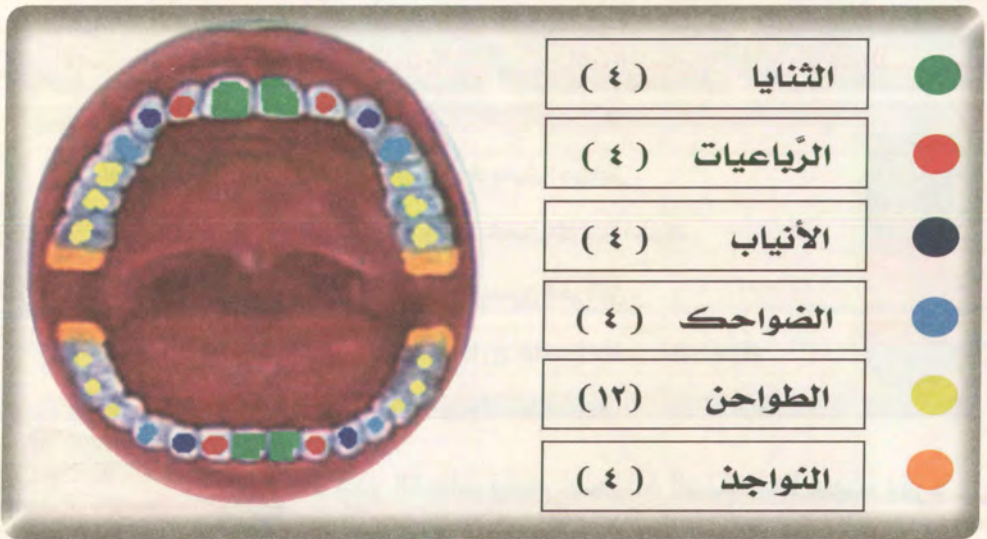 الثنايا ( ٤ )
الرَّباعيات ( ٤ )
الأنياب ( ٤ )
الضواحك ( ٤ )
الطواحن (١٢)
النواجذ ( ٤ )